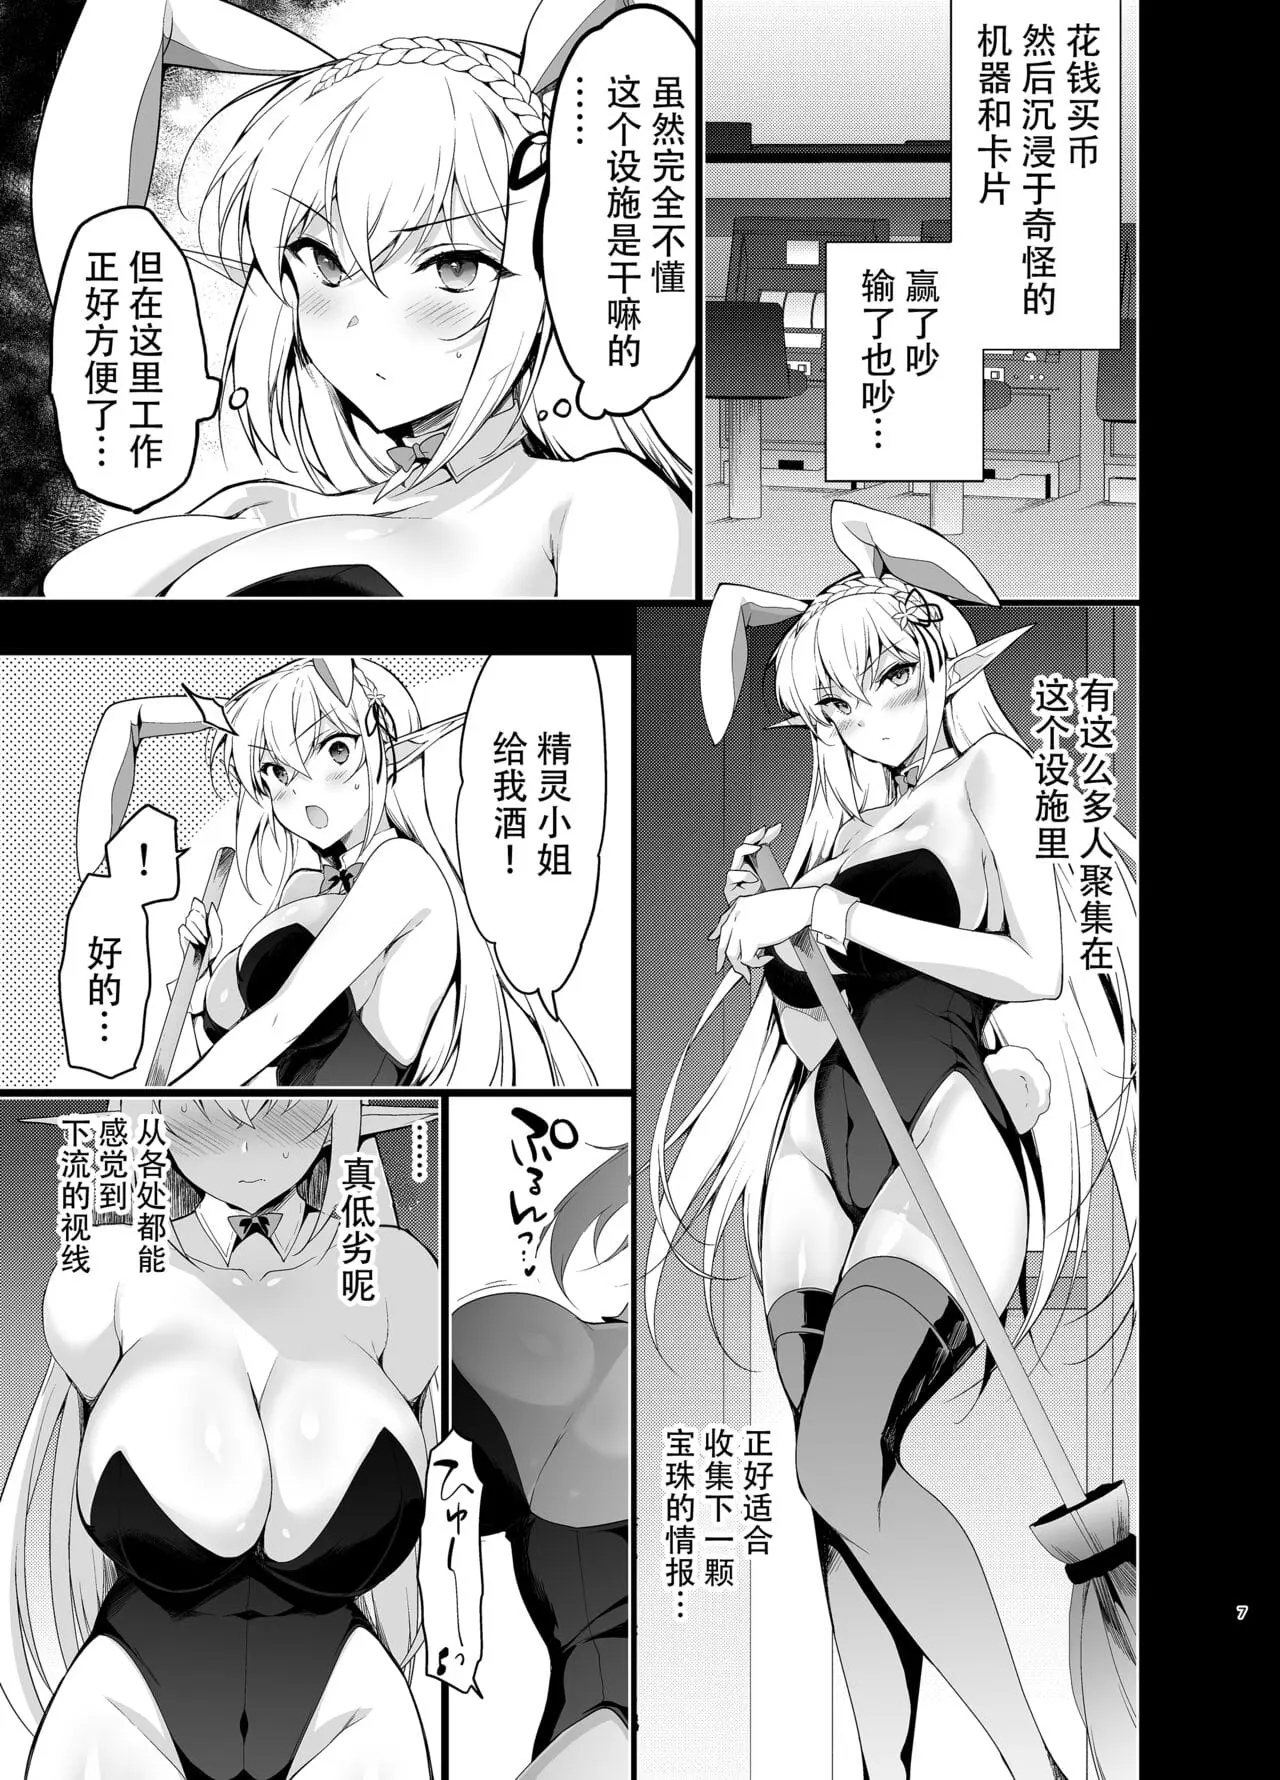 花钱买币
然后沉浸于奇怪的
机器和卡片
赢了吵
输了也吵…
虽然完全不懂
这个设施是干嘛的
……
但在这里工作
正好方便了…
有这么多人聚集在
这个设施里
正好适合
收集下一颗
宝珠的情报…
精灵小姐
给我酒！
！
好的…
ぷるんっ
ひゅーーっ
……
真低劣呢
从各处都能
感觉到
下流的视线
7